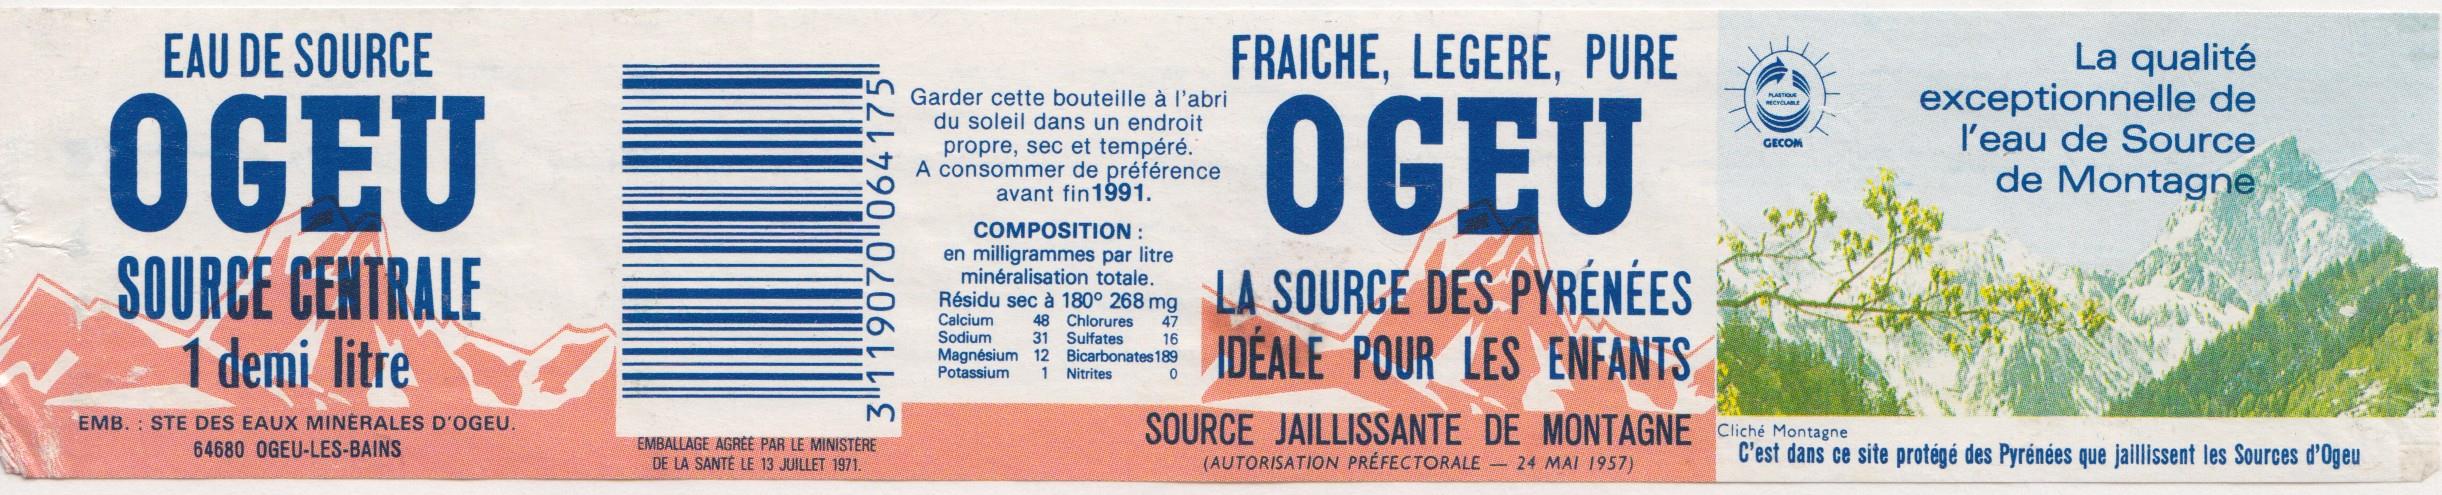 EAU DE SOURCE
OGEU
SOURCE CENTRALE
1 demi litre
EMB. : STE DES EAUX MINÉRALES D'OGEU.
64680 OGEU-LES-BAINS
3119070064175
EMBALLAGE AGRÉÉ PAR LE MINISTÈRE
DE LA SANTÉ LE 13 JUILLET 1971.
Garder cette bouteille à l'abri
du soleil dans un endroit
propre, sec et tempéré.
A consommer de préférence
avant fin 1991.
COMPOSITION :
en milligrammes par litre
minéralisation totale.
Résidu sec à 180º 268 mg
Calcium 48 Chlorures 47
Sodium 31 Sulfates 16
Magnésium 12 Bicarbonates 189
Potassium 1 Nitrites 0
FRAICHE, LEGERE, PURE
OGEU
LA SOURCE DES PYRÉNÉES
IDÉALE POUR LES ENFANTS
SOURCE JAILLISSANTE DE MONTAGNE
(AUTORISATION PRÉFECTORALE — 24 MAI 1957)
PLASTIQUE
RECYCLABLE
GECOM
La qualité
exceptionnelle de
l'eau de Source
de Montagne
Cliché Montagne
C'est dans ce site protégé des Pyrénées que jaillissent les Sources d'Ogeu